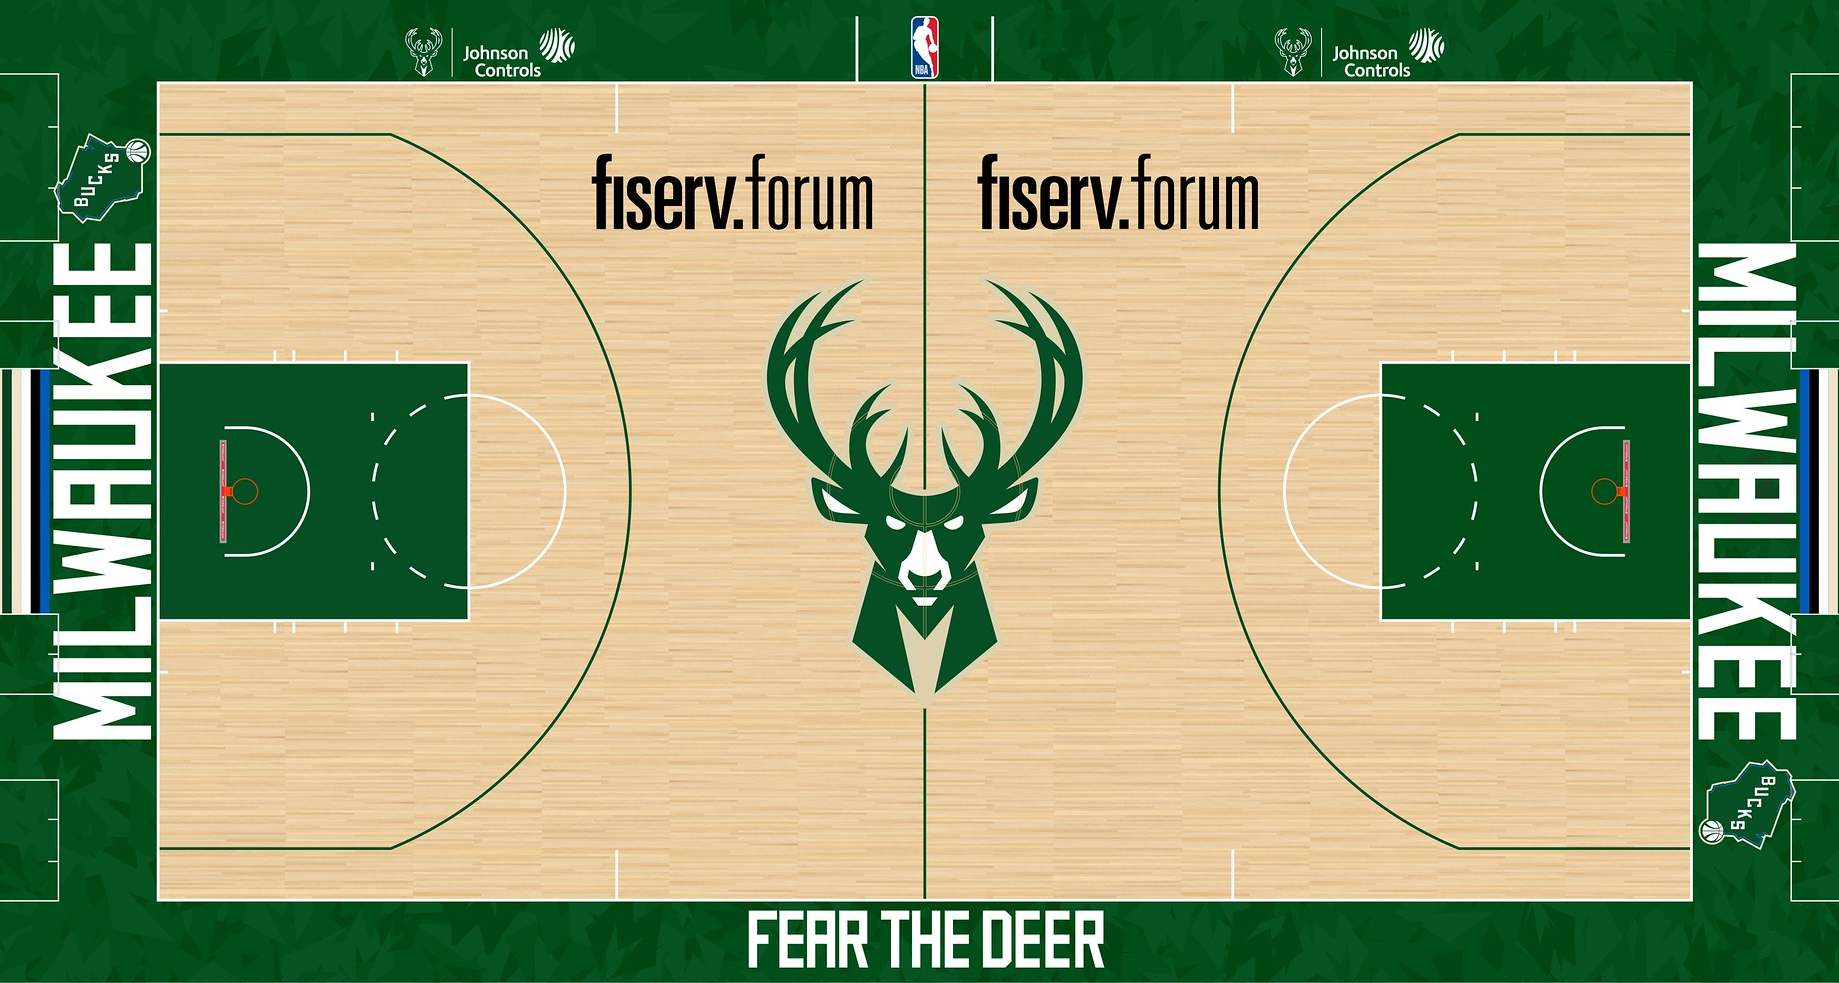 Johnson
Controls
NBA
Johnson
Controls
BUCKS
fiserv.forum
fiserv.forum
MILWAUKEE
MILWAUKEE
BUCKS
FEAR THE DEER